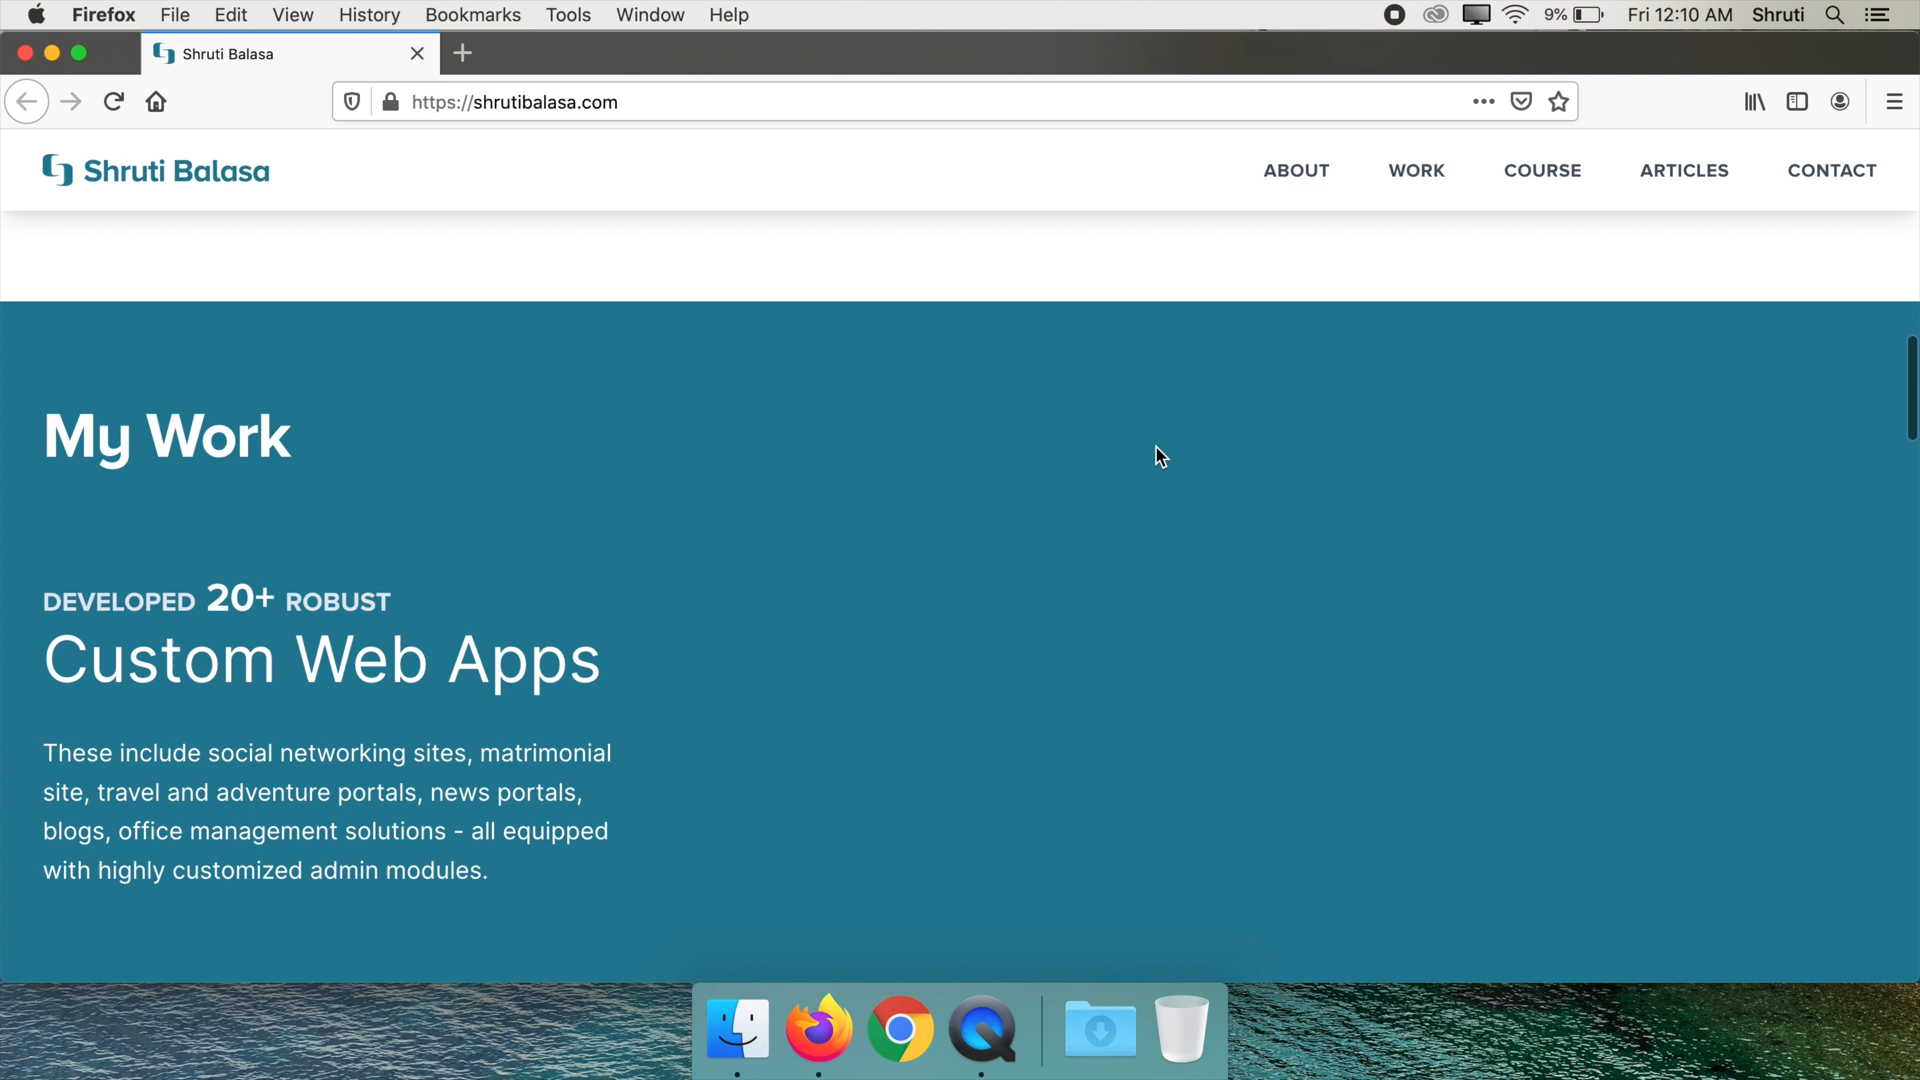 Firefox File Edit View History Bookmarks Tools Window Help 9% Fri 12:10 AM Shruti
Shruti Balasa
https://shrutibalasa.com
Shruti Balasa ABOUT WORK COURSE ARTICLES CONTACT
My Work
DEVELOPED 20+ ROBUST
Custom Web Apps
These include social networking sites, matrimonial
site, travel and adventure portals, news portals,
blogs, office management solutions - all equipped
with highly customized admin modules.